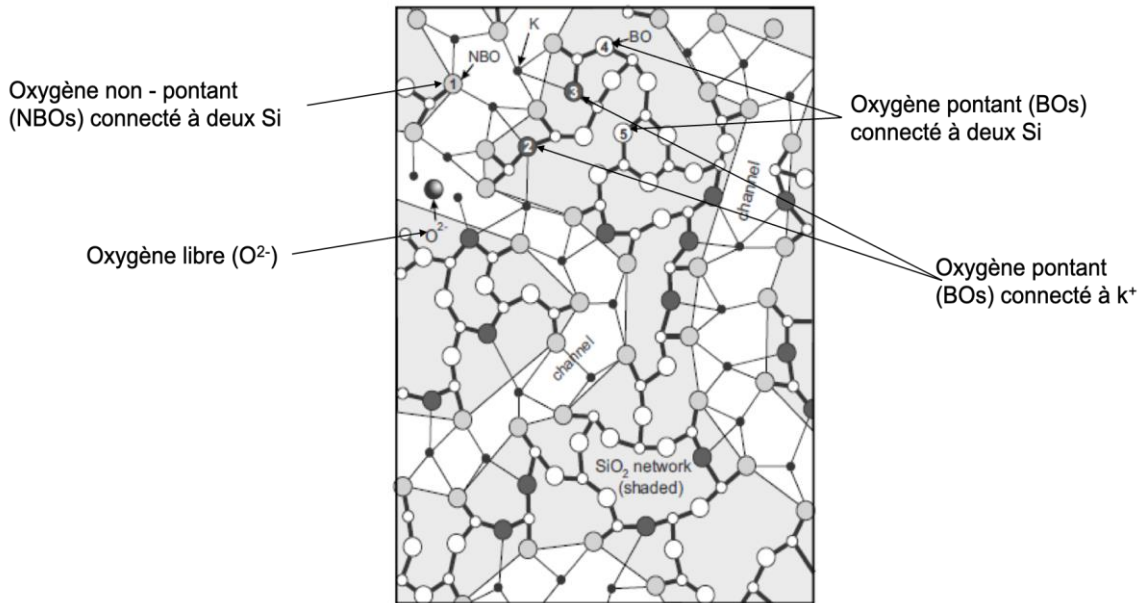 K
4
BO
NBO
1
3
Oxygène non - pontant
(NBOs) connecté à deux Si
Oxygène pontant (BOs)
connecté à deux Si
5
2
channel
O²⁻
Oxygène libre (O²⁻)
Oxygène pontant
(BOs) connecté à k⁺
channel
SiO₂ network
(shaded)